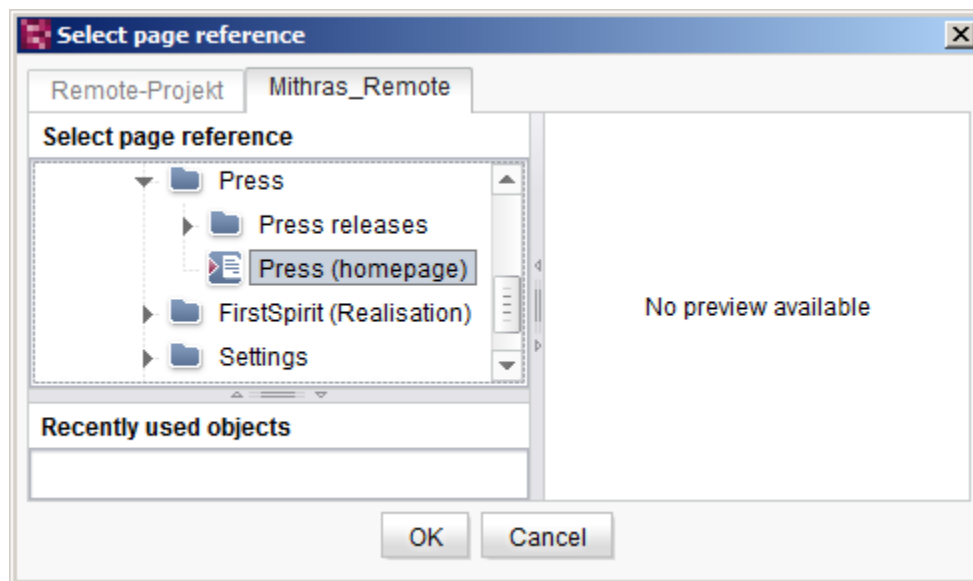 Select page reference
Remote-Projekt Mithras_Remote
Select page reference
Press
Press releases
Press (homepage)
FirstSpirit (Realisation)
Settings
No preview available
Recently used objects
OK Cancel